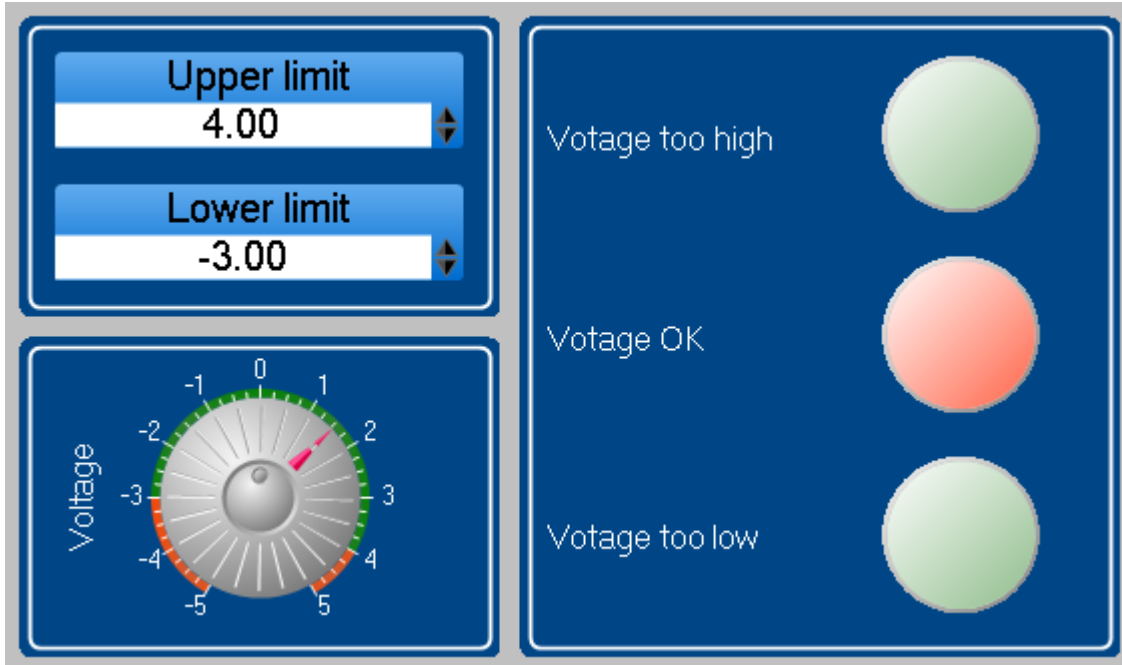 Upper limit
4.00
Lower limit
-3.00
Votage too high
Votage OK
Votage too low
Voltage
-5
-4
-3
-2
-1
0
1
2
3
4
5